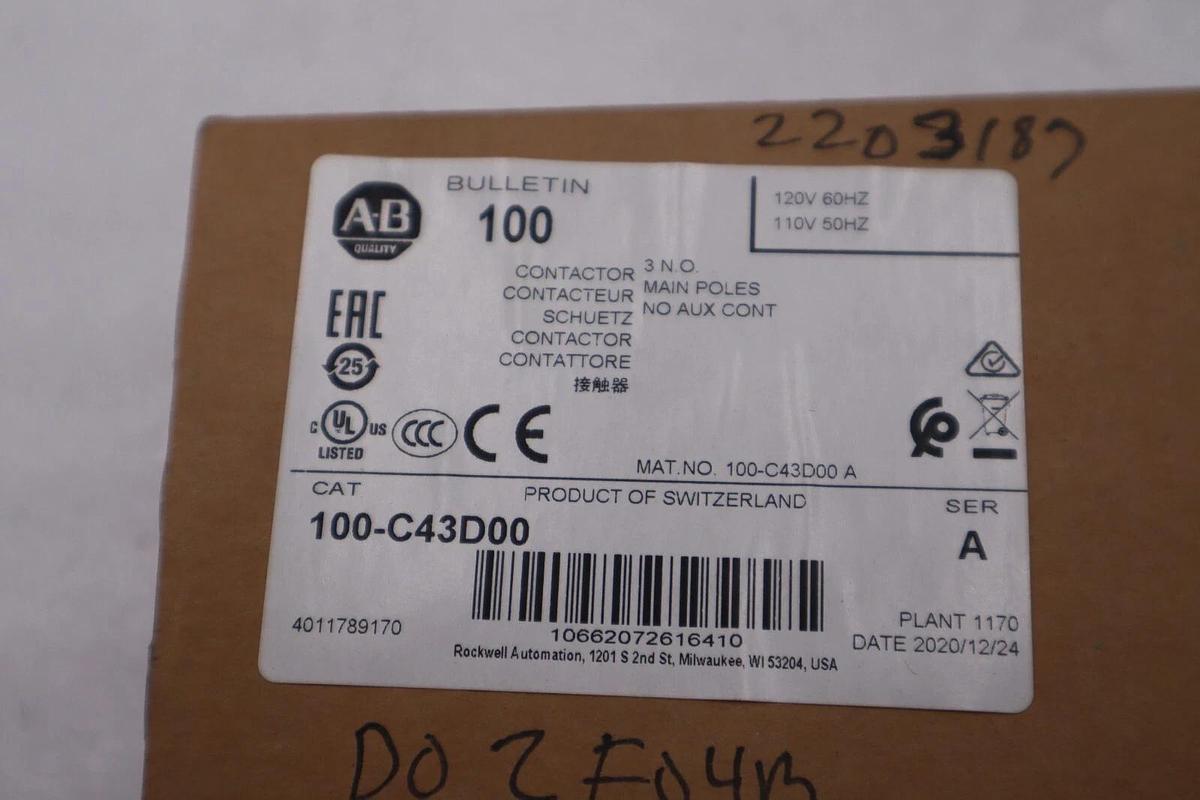 2203187
A-B
QUALITY
BULLETIN
100
120V 60HZ
110V 50HZ
CONTACTOR
CONTACTEUR
SCHUETZ
CONTACTOR
CONTATTORE
接触器
3 N.O.
MAIN POLES
NO AUX CONT
EAC
25
C UL US
LISTED
CCC
CE
MAT.NO. 100-C43D00 A
CAT
PRODUCT OF SWITZERLAND
SER
100-C43D00
A
4011789170
10662072616410
PLANT 1170
DATE 2020/12/24
Rockwell Automation, 1201 S 2nd St, Milwaukee, WI 53204, USA